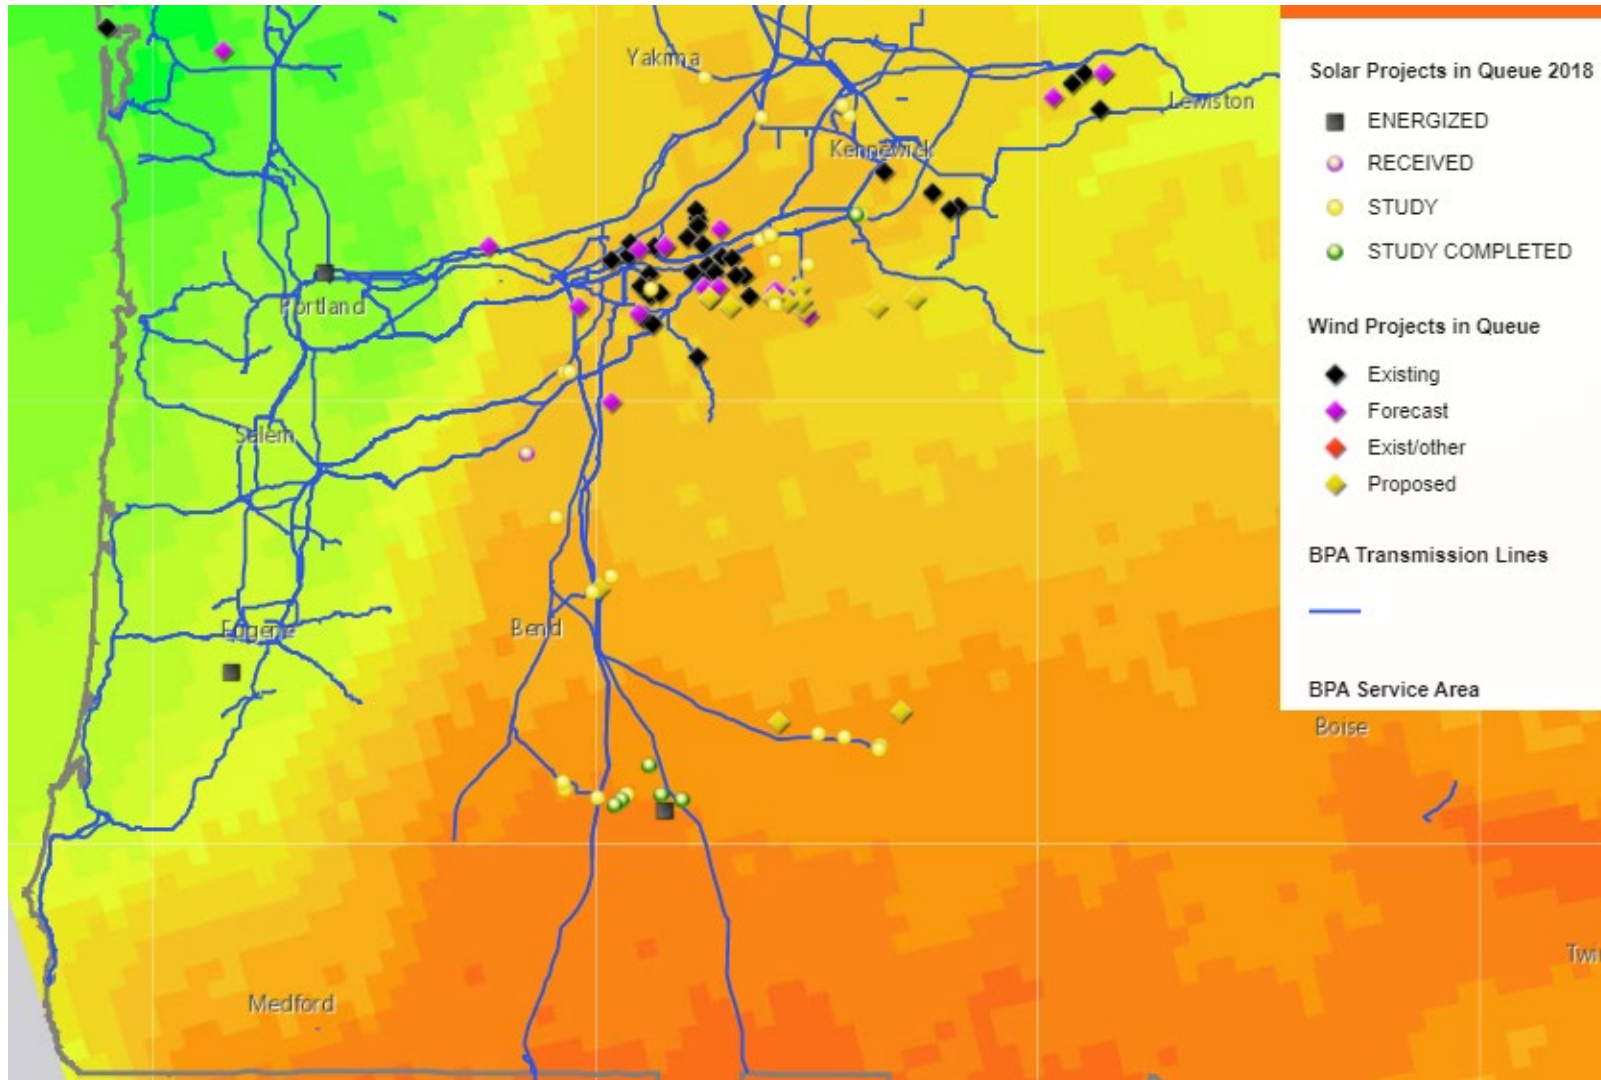 Yakima
Solar Projects in Queue 2018
Lewiston
ENERGIZED
Kennewick
RECEIVED
STUDY
STUDY COMPLETED
Portland
Wind Projects in Queue
Existing
Forecast
Salem
Exist/other
Proposed
BPA Transmission Lines
Eugene
Bend
BPA Service Area
Boise
Twi
Medford